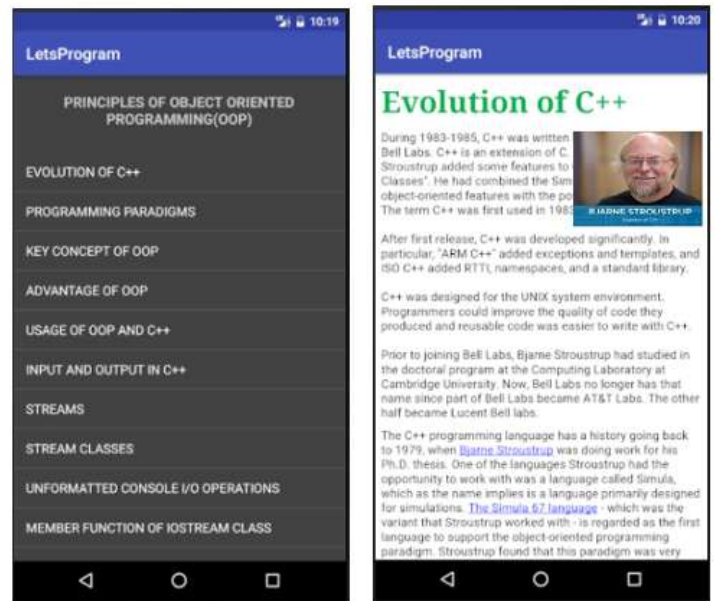 10:19
LetsProgram
PRINCIPLES OF OBJECT ORIENTED
PROGRAMMING(OOP)
EVOLUTION OF C++
PROGRAMMING PARADIGMS
KEY CONCEPT OF OOP
ADVANTAGE OF OOP
USAGE OF OOP AND C++
INPUT AND OUTPUT IN C++
STREAMS
STREAM CLASSES
UNFORMATTED CONSOLE I/O OPERATIONS
MEMBER FUNCTION OF IOSTREAM CLASS
10:20
LetsProgram
Evolution of C++
During 1983-1985, C++ was written
Bell Labs. C++ is an extension of C.
Stroustrup added some features to
Classes". He had combined the Sim
object-oriented features with the po
The term C++ was first used in 1983
BJARNE STROUSTRUP
After first release, C++ was developed significantly. In
particular, "ARM C++" added exceptions and templates, and
ISO C++ added RTTI, namespaces, and a standard library.
C++ was designed for the UNIX system environment.
Programmers could improve the quality of code they
produced and reusable code was easier to write with C++.
Prior to joining Bell Labs, Bjarne Stroustrup had studied in
the doctoral program at the Computing Laboratory at
Cambridge University. Now, Bell Labs no longer has that
name since part of Bell Labs became AT&T Labs. The other
half became Lucent Bell labs.
The C++ programming language has a history going back
to 1979, when Bjarne Stroustrup was doing work for his
Ph.D. thesis. One of the languages Stroustrup had the
opportunity to work with was a language called Simula,
which as the name implies is a language primarily designed
for simulations. The Simula 67 language - which was the
variant that Stroustrup worked with - is regarded as the first
language to support the object-oriented programming
paradigm. Stroustrup found that this paradigm was very